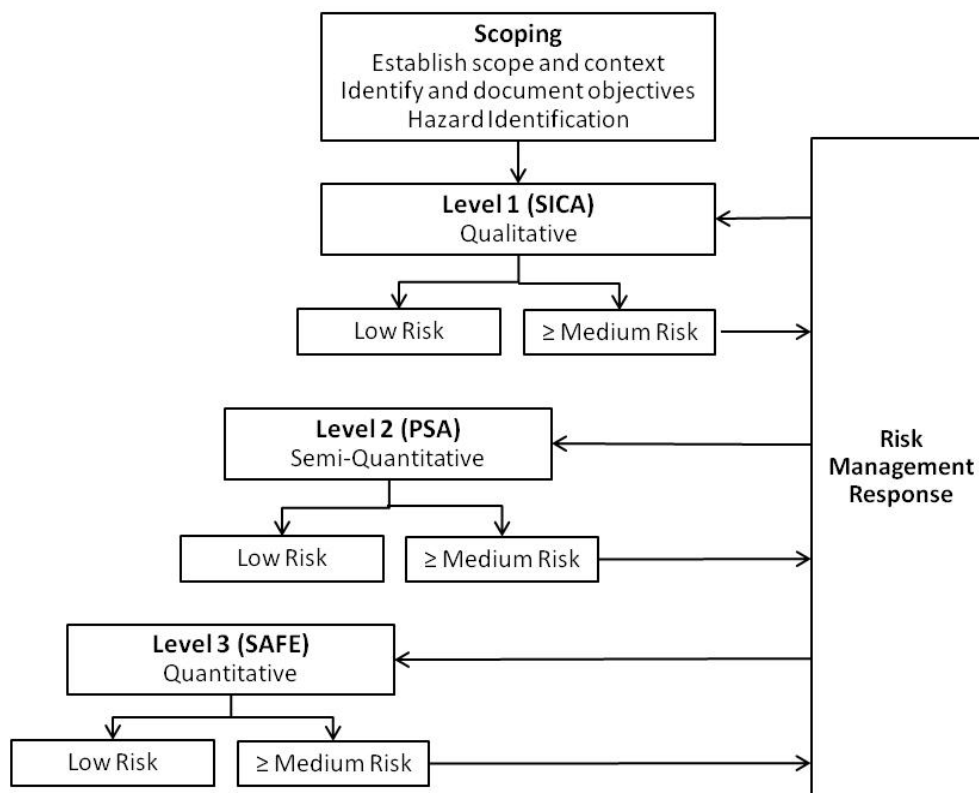 Scoping
Establish scope and context
Identify and document objectives
Hazard Identification
Level 1 (SICA)
Qualitative
Low Risk
≥ Medium Risk
Level 2 (PSA)
Semi-Quantitative
Low Risk
≥ Medium Risk
Level 3 (SAFE)
Quantitative
Low Risk
≥ Medium Risk
Risk
Management
Response